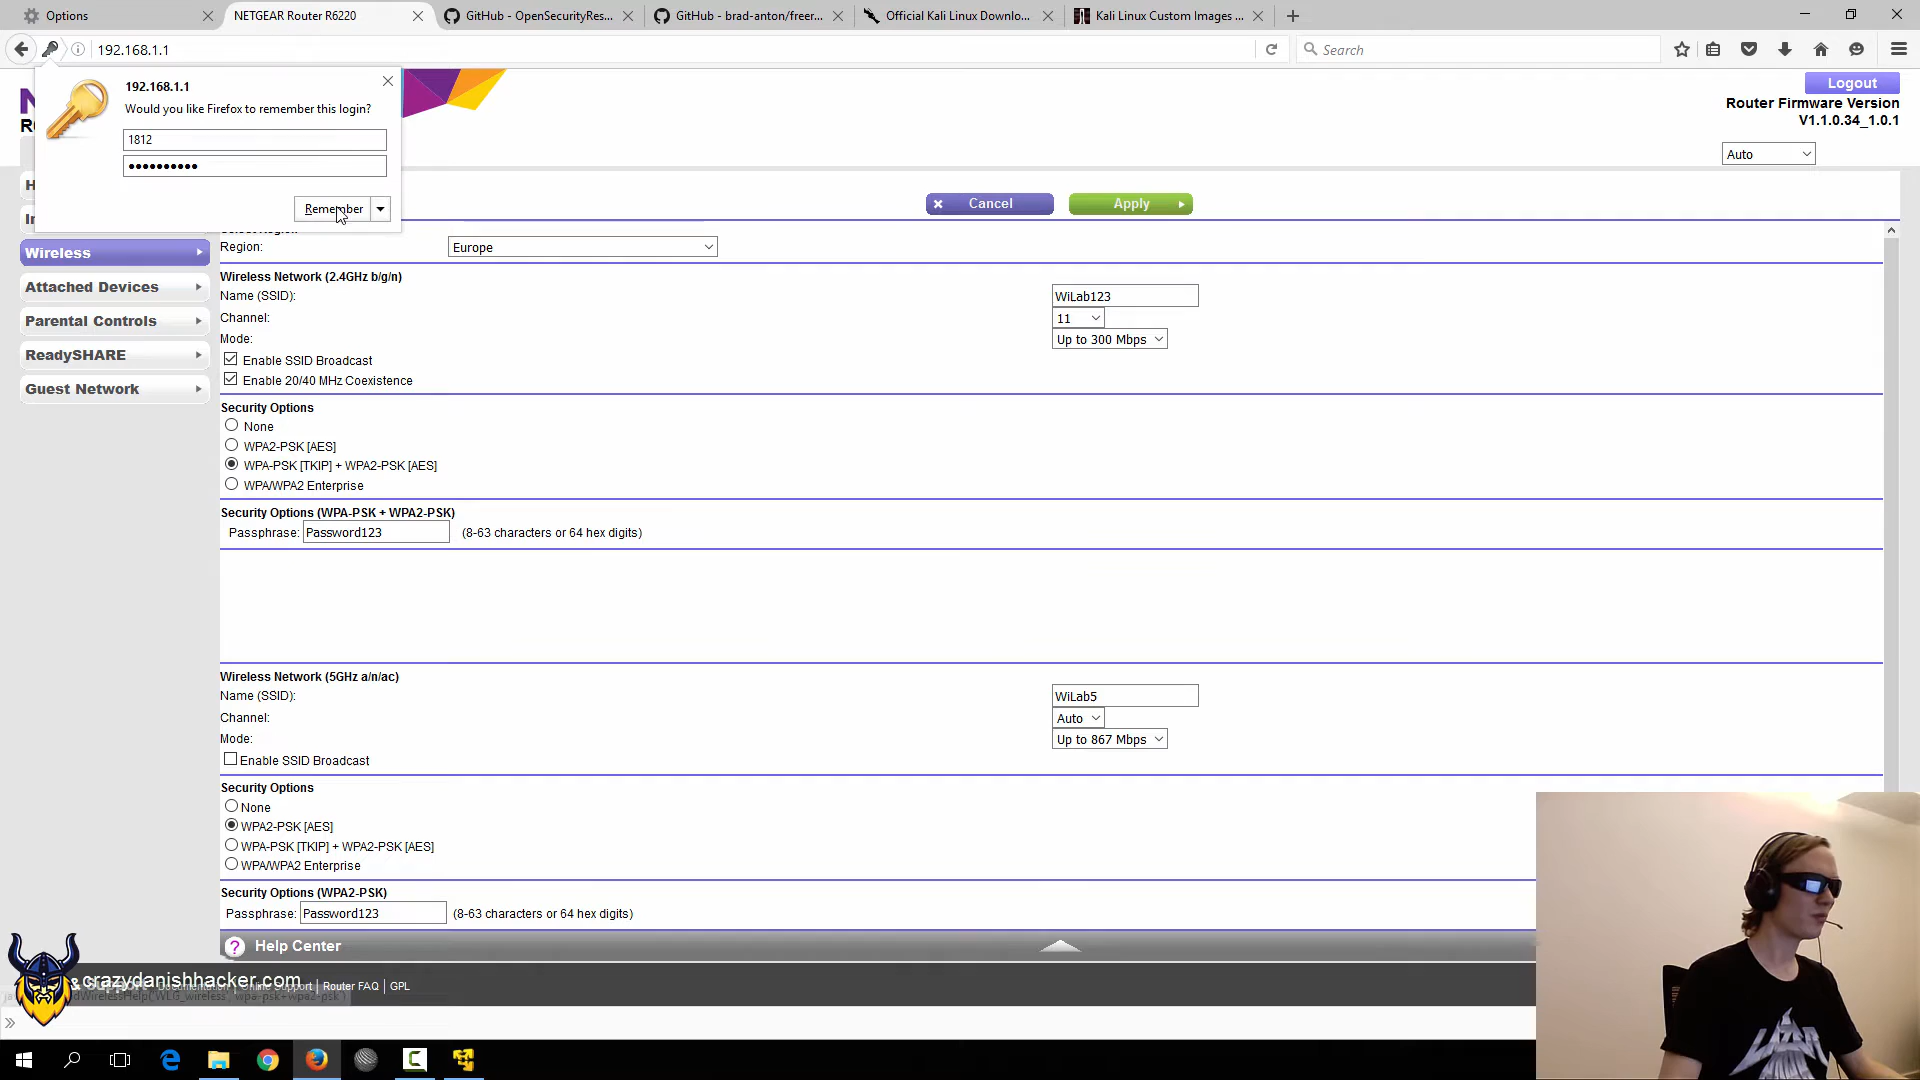 Options
NETGEAR Router R6220
GitHub - OpenSecurityRes...
GitHub - brad-anton/freer...
Official Kali Linux Downlo...
Kali Linux Custom Images ...
192.168.1.1
Search
192.168.1.1
Would you like Firefox to remember this login?
1812
Remember
Logout
Router Firmware Version
V1.1.0.34_1.0.1
Auto
Cancel
Apply
Region:
Europe
Wireless
Attached Devices
Parental Controls
ReadySHARE
Guest Network
Wireless Network (2.4GHz b/g/n)
Name (SSID):
WiLab123
Channel:
11
Mode:
Up to 300 Mbps
Enable SSID Broadcast
Enable 20/40 MHz Coexistence
Security Options
None
WPA2-PSK [AES]
WPA-PSK [TKIP] + WPA2-PSK [AES]
WPA/WPA2 Enterprise
Security Options (WPA-PSK + WPA2-PSK)
Passphrase: Password123 (8-63 characters or 64 hex digits)
Wireless Network (5GHz a/n/ac)
Name (SSID):
WiLab5
Channel:
Auto
Mode:
Up to 867 Mbps
Enable SSID Broadcast
Security Options
None
WPA2-PSK [AES]
WPA-PSK [TKIP] + WPA2-PSK [AES]
WPA/WPA2 Enterprise
Security Options (WPA2-PSK)
Passphrase: Password123 (8-63 characters or 64 hex digits)
Help Center
crazydanishhacker.com
Documentation | Online Support | Router FAQ | GPL